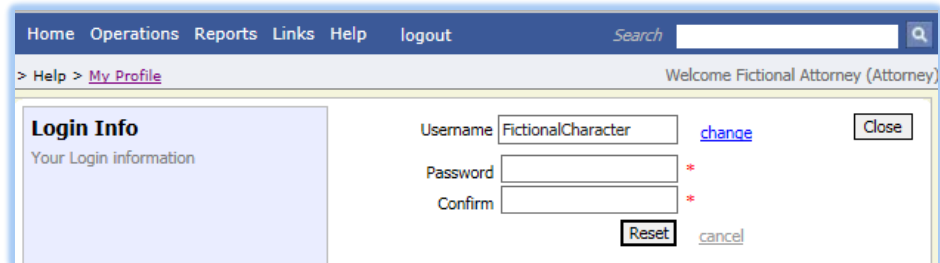 Home Operations Reports Links Help logout Search
> Help > My Profile Welcome Fictional Attorney (Attorney)
Login Info
Your Login information
Username FictionalCharacter change Close
Password *
Confirm *
Reset cancel